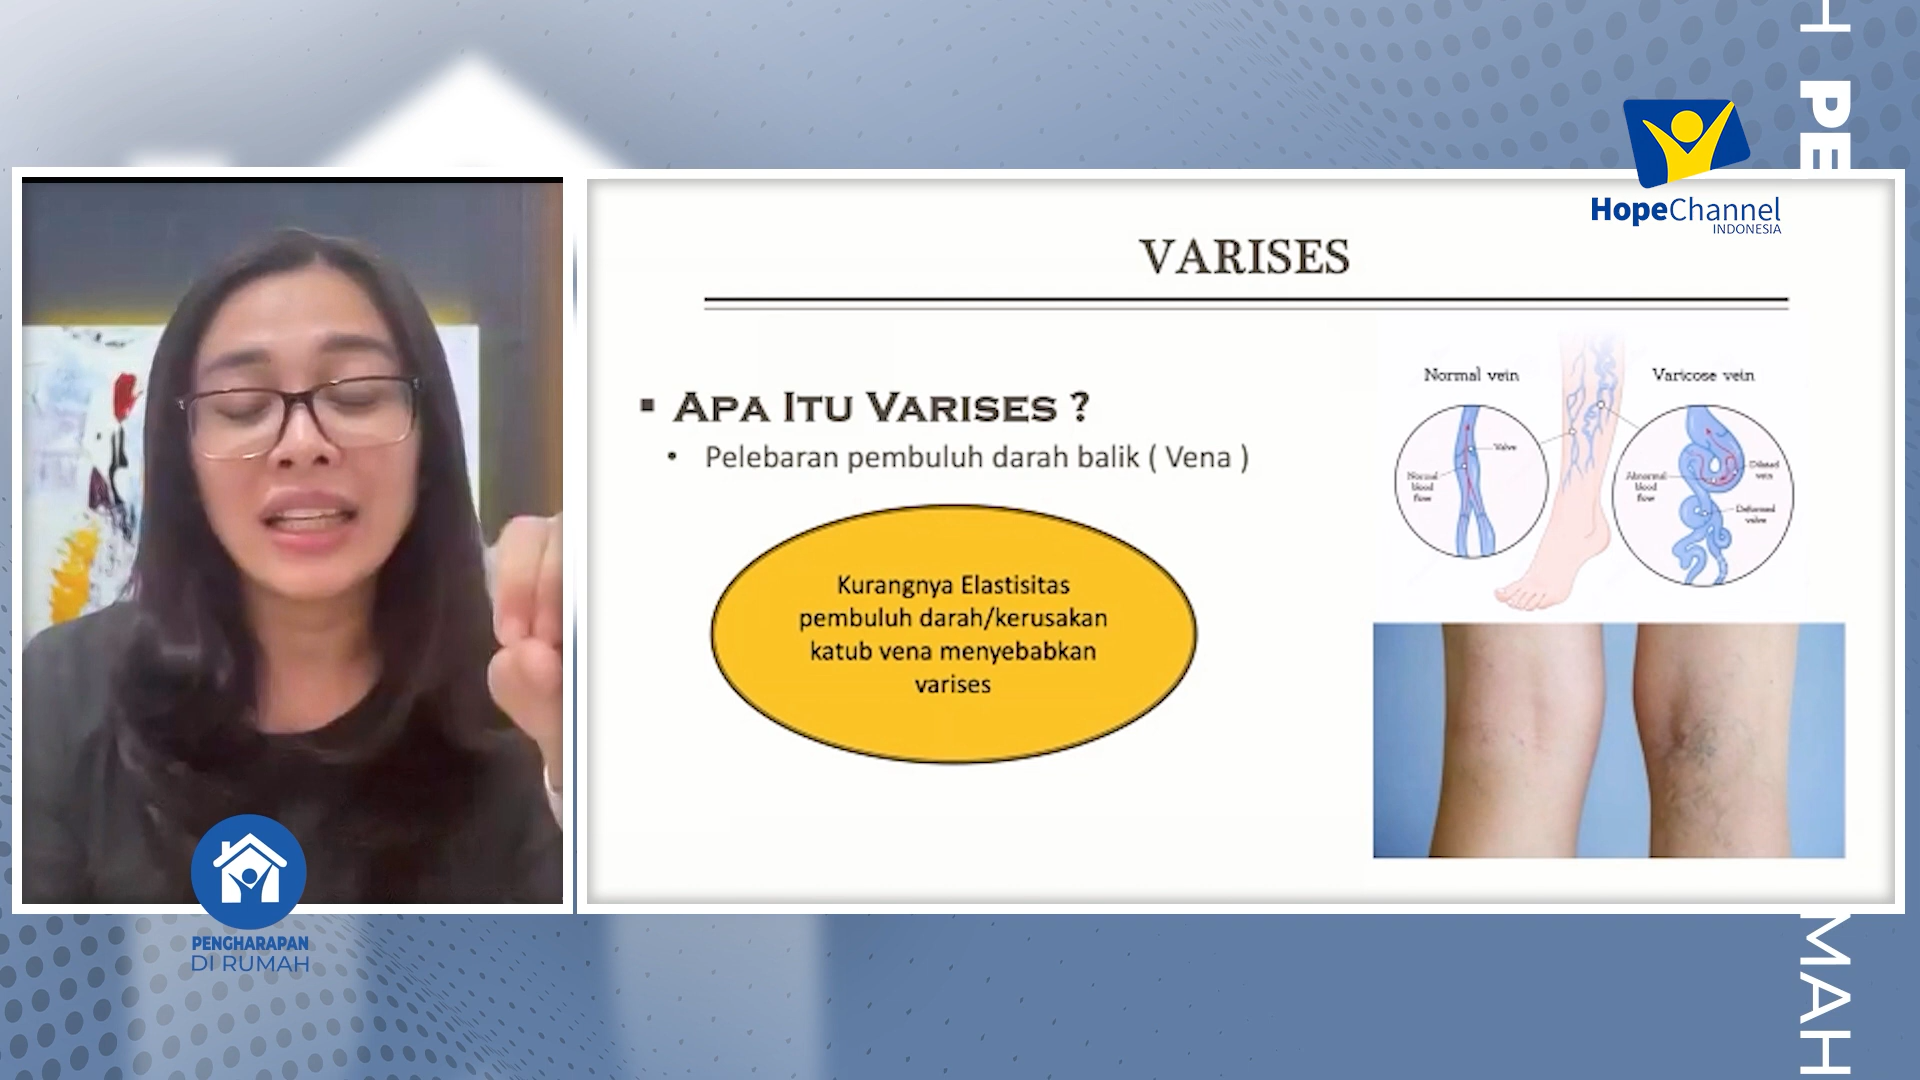 H PE
HopeChannel
INDONESIA
VARISES
▪ APA ITU VARISES ?
• Pelebaran pembuluh darah balik ( Vena )
Kurangnya Elastisitas
pembuluh darah/kerusakan
katub vena menyebabkan
varises
Normal vein
Valve
Normal
blood
flow
Varicose vein
Abnormal
blood
flow
Dilated
vein
Deformed
valve
PENGHARAPAN
DI RUMAH
MAH